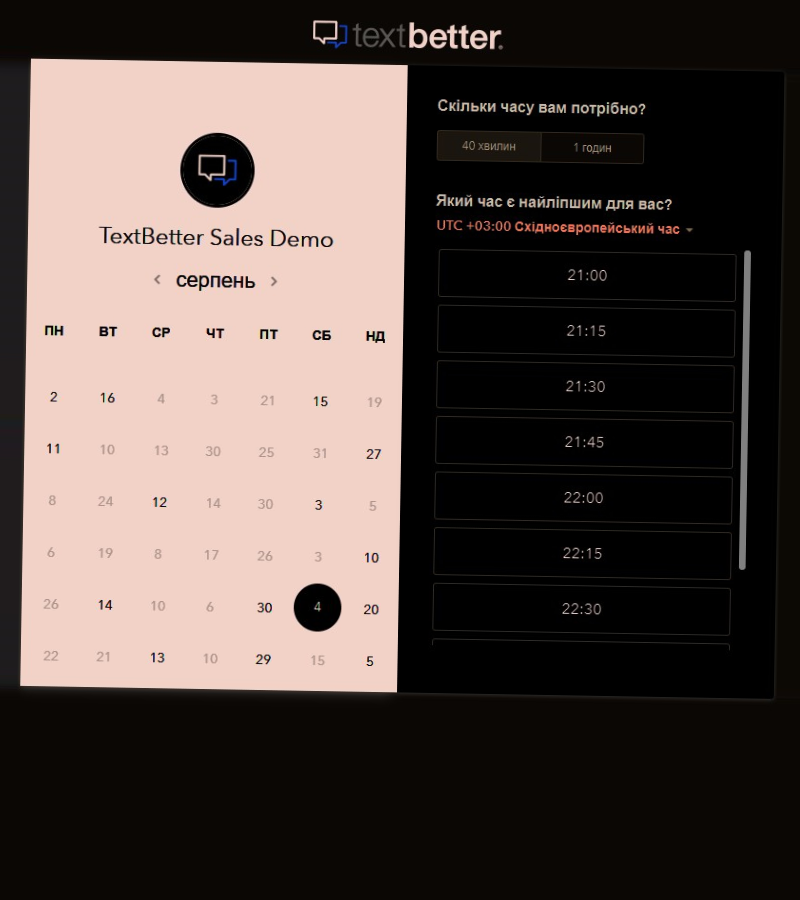 textbetter.
TextBetter Sales Demo
серпень
ПН ВТ СР ЧТ ПТ СБ НД
2 16 4 3 21 15 19
11 10 13 30 25 31 27
8 24 12 14 30 3 5
6 19 8 17 26 3 10
26 14 10 6 30 4 20
22 21 13 10 29 15 5
Скільки часу вам потрібно?
40 хвилин 1 годин
Який час є найліпшим для вас?
UTC +03:00 Східноєвропейський час
21:00
21:15
21:30
21:45
22:00
22:15
22:30